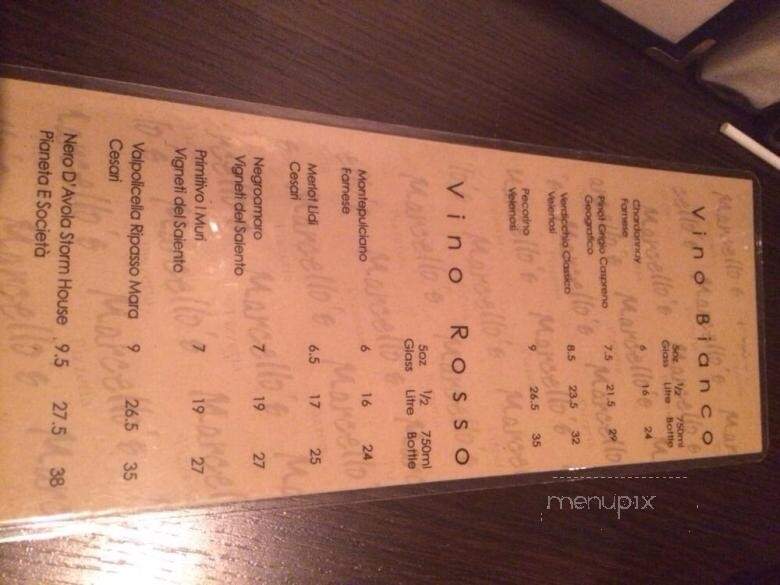 Vino Bianco
5oz 1/2 750ml
Glass Litre Bottle
Chardonnay 6 16 24
Farnese
Pinot Grigio Caspreno 7.5 21.5 29
Geografico
Verdicchio Classico 8.5 23.5 32
Velenosi
Pecorino 9 26.5 35
Velenosi
Vino Rosso
5oz 1/2 750ml
Glass Litre Bottle
Montepulciano 6 16 24
Farnese
Merlot Lidi 6.5 17 25
Cesari
Negroamaro 7 19 27
Vigneti del Salento
Primitivo I Muri 7 19 27
Vigneti del Salento
Valpolicella Ripasso Mara 9 26.5 35
Cesari
Nero D'Avola Storm House 9.5 27.5 38
Pianeta E Società
menupix